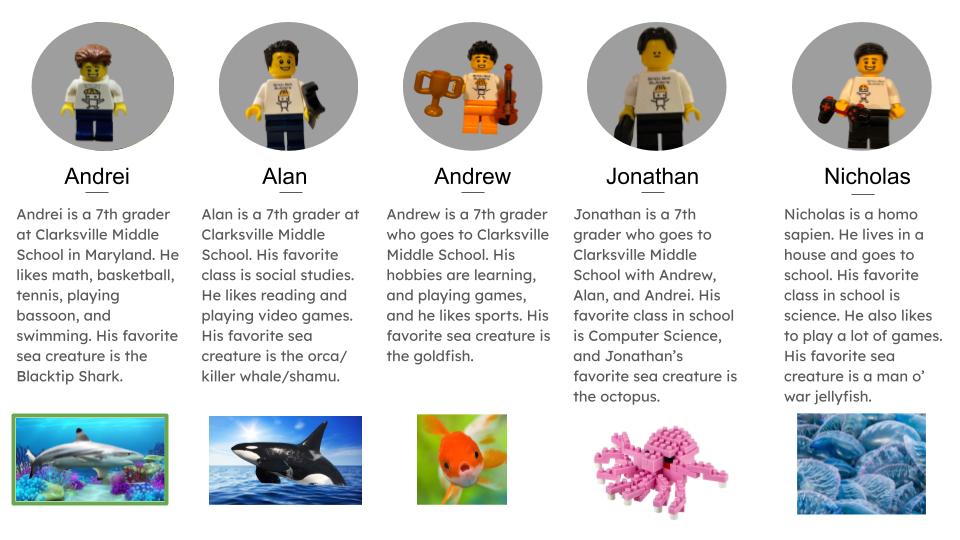 Andrei
Andrei is a 7th grader
at Clarksville Middle
School in Maryland. He
likes math, basketball,
tennis, playing
bassoon, and
swimming. His favorite
sea creature is the
Blacktip Shark.
Alan
Alan is a 7th grader at
Clarksville Middle
School. His favorite
class is social studies.
He likes reading and
playing video games.
His favorite sea
creature is the orca/
killer whale/shamu.
Andrew
Andrew is a 7th grader
who goes to Clarksville
Middle School. His
hobbies are learning,
and playing games,
and he likes sports. His
favorite sea creature is
the goldfish.
Jonathan
Jonathan is a 7th
grader who goes to
Clarksville Middle
School with Andrew,
Alan, and Andrei. His
favorite class in school
is Computer Science,
and Jonathan’s
favorite sea creature is
the octopus.
Nicholas
Nicholas is a homo
sapien. He lives in a
house and goes to
school. His favorite
class in school is
science. He also likes
to play a lot of games.
His favorite sea
creature is a man o’
war jellyfish.